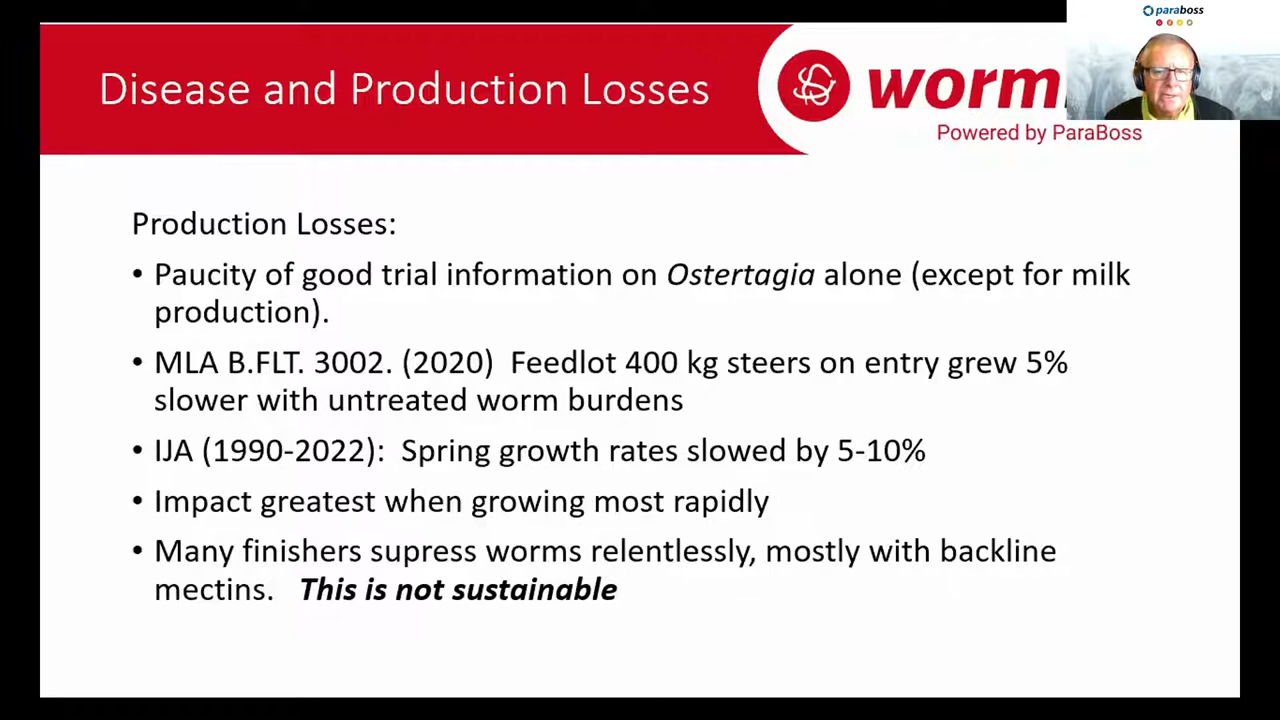 paraboss
Disease and Production Losses
worm
Powered by ParaBoss
Production Losses:
• Paucity of good trial information on Ostertagia alone (except for milk
production).
• MLA B.FLT. 3002. (2020)  Feedlot 400 kg steers on entry grew 5%
slower with untreated worm burdens
• IJA (1990-2022):  Spring growth rates slowed by 5-10%
• Impact greatest when growing most rapidly
• Many finishers supress worms relentlessly, mostly with backline
mectins.   This is not sustainable